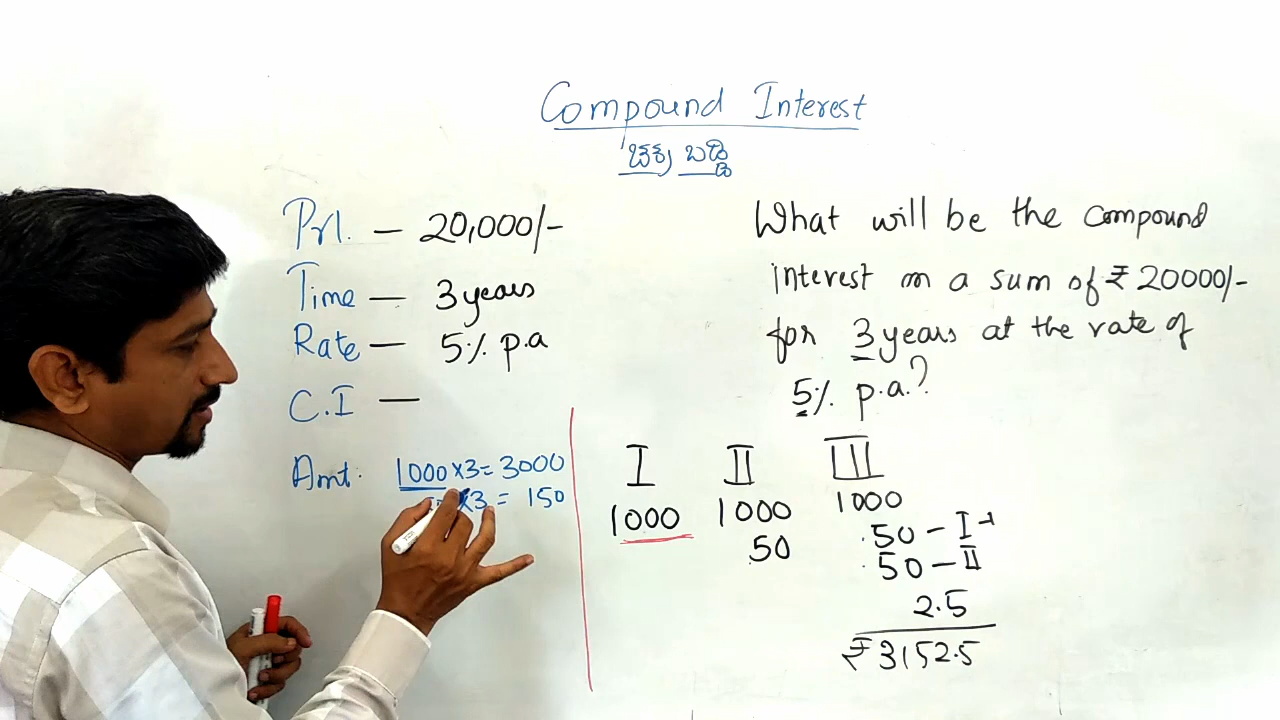 Compound Interest
ಚಕ್ರ ಬಡ್ಡಿ
Prl. — 20,000/-
Time — 3 years
Rate — 5% p.a
C.I —
Amt. 1000 × 3 = 3000
×3 = 150
What will be the compound
interest on a sum of ₹ 20000/-
for 3 years at the rate of
5% p.a?
I II III
1000 1000 1000
50 50 - I
50 - II
2.5
₹ 3152.5